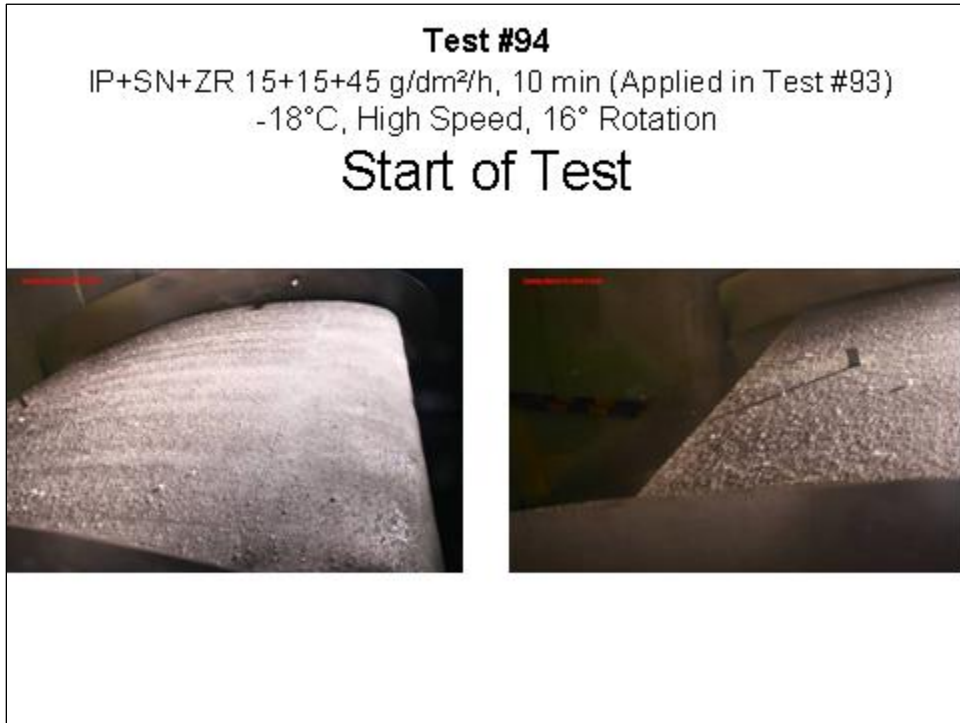 Test #94
IP+SN+ZR 15+15+45 g/dm²/h, 10 min (Applied in Test #93)
-18°C, High Speed, 16° Rotation
Start of Test